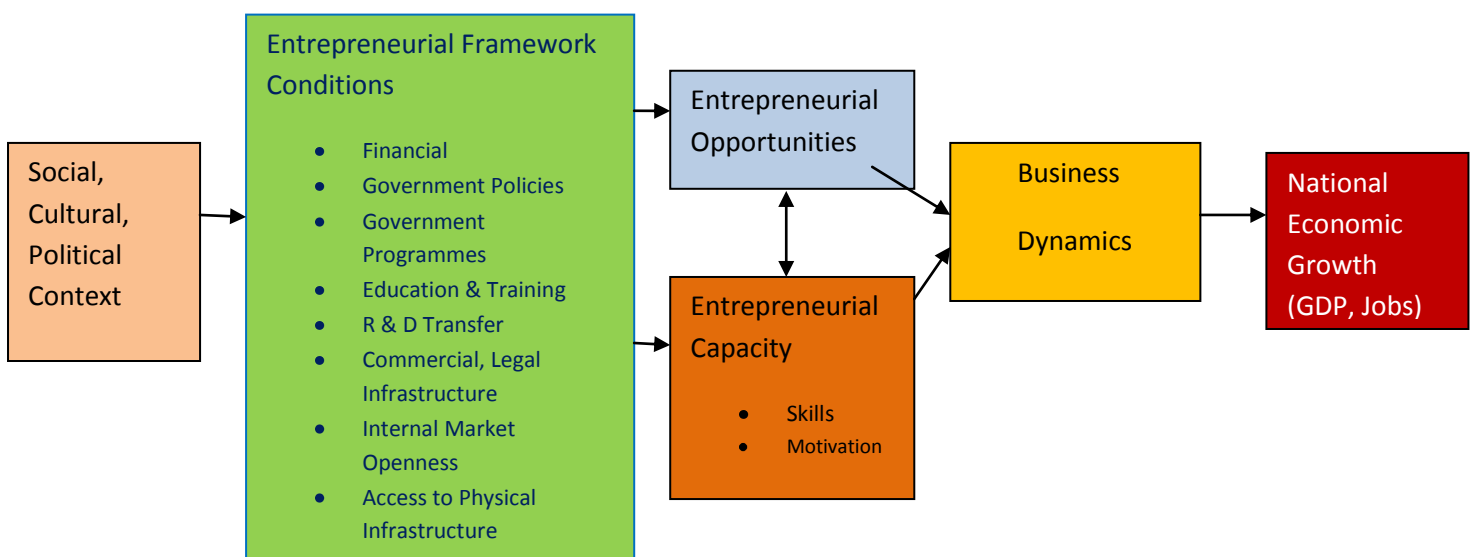 Social,
Cultural,
Political
Context
Entrepreneurial Framework
Conditions
● Financial
● Government Policies
● Government
Programmes
● Education & Training
● R & D Transfer
● Commercial, Legal
Infrastructure
● Internal Market
Openness
● Access to Physical
Infrastructure
Entrepreneurial
Opportunities
Entrepreneurial
Capacity
● Skills
● Motivation
Business
Dynamics
National
Economic
Growth
(GDP, Jobs)